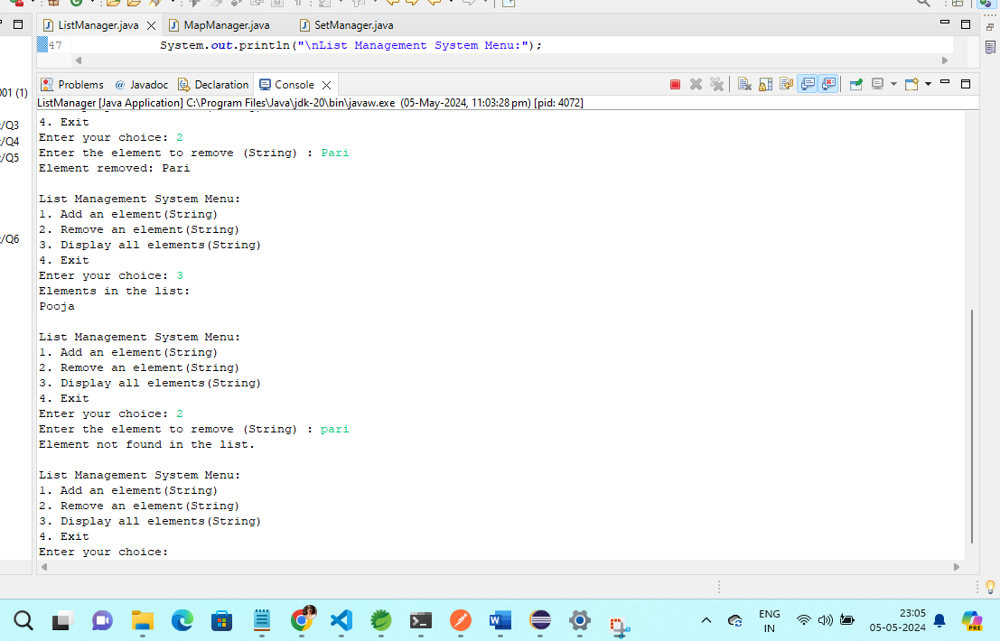 ListManager.java
MapManager.java
SetManager.java
47 System.out.println("\nList Management System Menu:");
Problems @ Javadoc Declaration Console
ListManager [Java Application] C:\Program Files\Java\jdk-20\bin\javaw.exe (05-May-2024, 11:03:28 pm) [pid: 4072]
001 (1)
:/Q3
:/Q4
:/Q5
:/Q6
4. Exit
Enter your choice: 2
Enter the element to remove (String) : Pari
Element removed: Pari
List Management System Menu:
1. Add an element(String)
2. Remove an element(String)
3. Display all elements(String)
4. Exit
Enter your choice: 3
Elements in the list:
Pooja
List Management System Menu:
1. Add an element(String)
2. Remove an element(String)
3. Display all elements(String)
4. Exit
Enter your choice: 2
Enter the element to remove (String) : pari
Element not found in the list.
List Management System Menu:
1. Add an element(String)
2. Remove an element(String)
3. Display all elements(String)
4. Exit
Enter your choice:
ENG
IN
23:05
05-05-2024
PRE